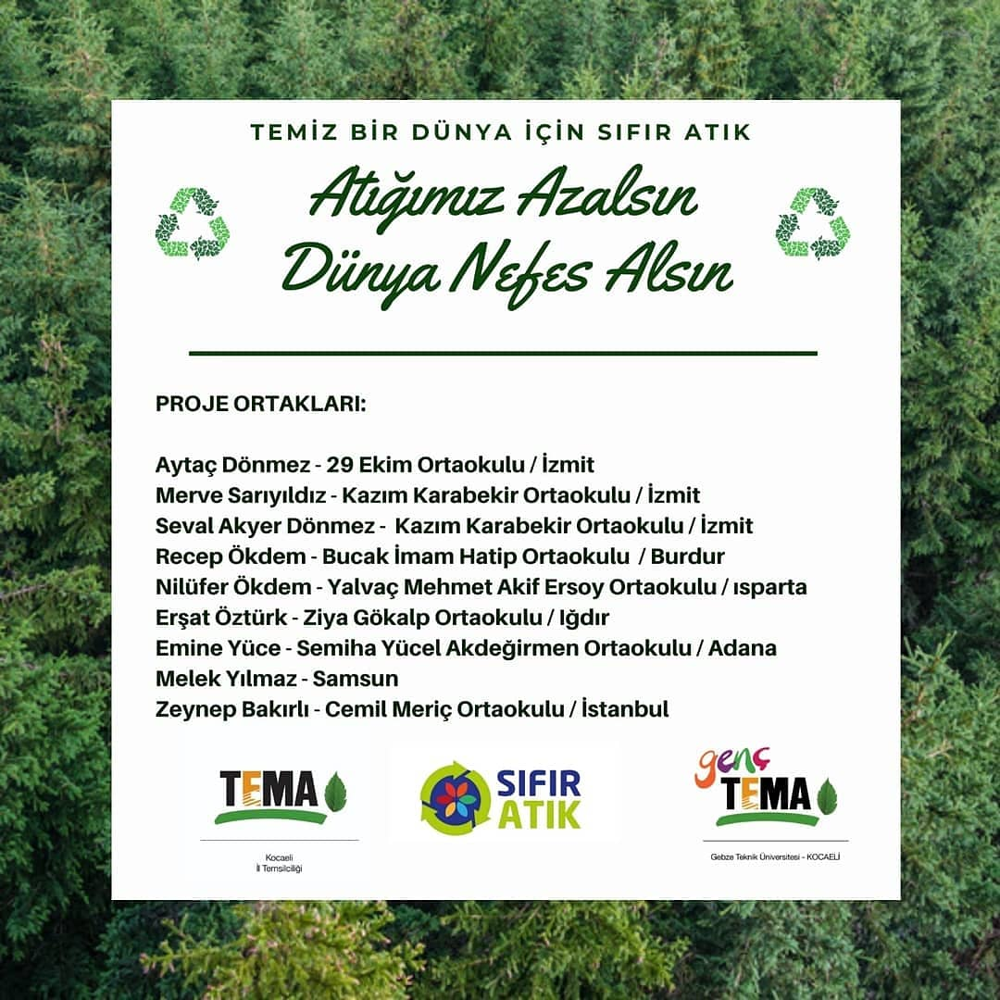 TEMİZ BİR DÜNYA İÇİN SIFIR ATIK
Atığımız Azalsın
Dünya Nefes Alsın
PROJE ORTAKLARI:
Aytaç Dönmez - 29 Ekim Ortaokulu / İzmit
Merve Sarıyıldız - Kazım Karabekir Ortaokulu / İzmit
Seval Akyer Dönmez - Kazım Karabekir Ortaokulu / İzmit
Recep Ökdem - Bucak İmam Hatip Ortaokulu / Burdur
Nilüfer Ökdem - Yalvaç Mehmet Akif Ersoy Ortaokulu / ısparta
Erşat Öztürk - Ziya Gökalp Ortaokulu / Iğdır
Emine Yüce - Semiha Yücel Akdeğirmen Ortaokulu / Adana
Melek Yılmaz - Samsun
Zeynep Bakırlı - Cemil Meriç Ortaokulu / İstanbul
TEMA
Kocaeli
İl Temsilciliği
SIFIR
ATIK
genç
TEMA
Gebze Teknik Üniversitesi - KOCAELİ